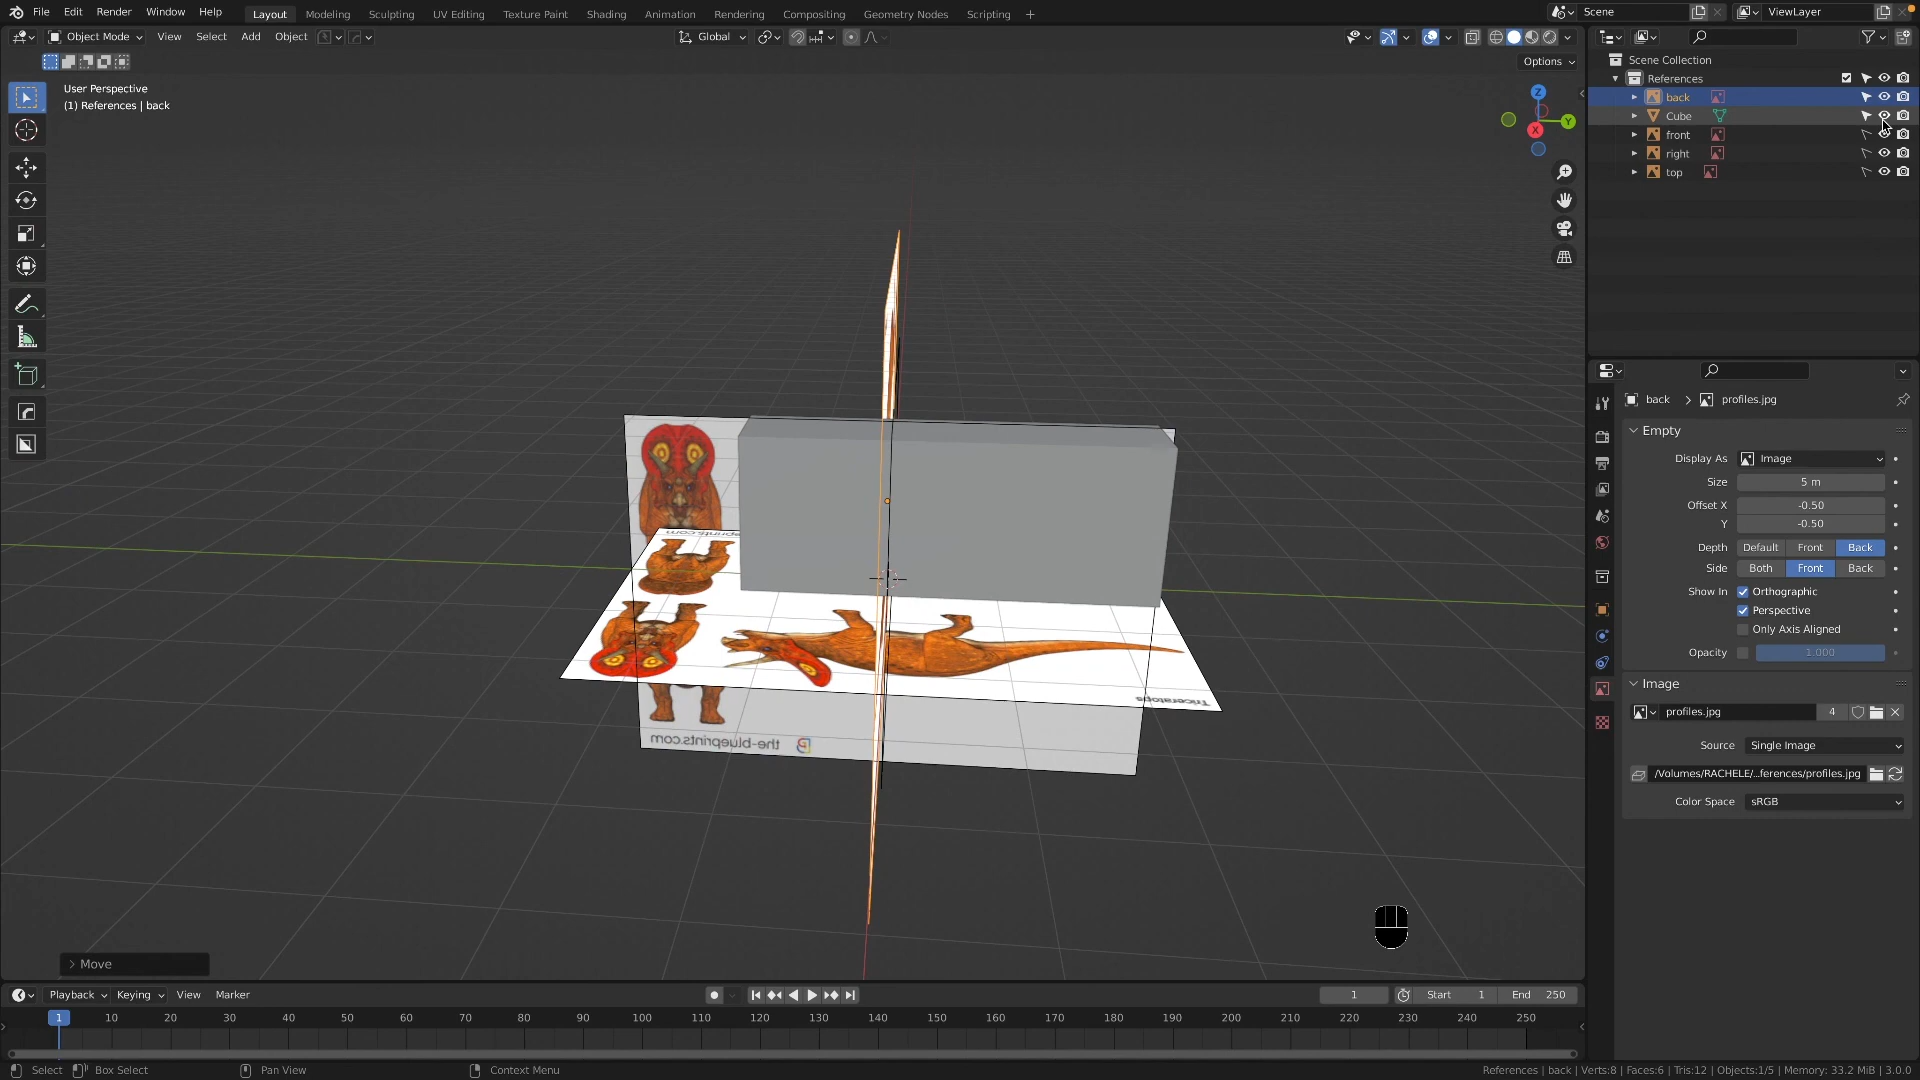 File Edit Render Window Help Layout Modeling Sculpting UV Editing Texture Paint Shading Animation Rendering Compositing Geometry Nodes Scripting + Scene ViewLayer
Object Mode View Select Add Object Global
Options
User Perspective
(1) References | back
Z
Y
X
Scene Collection
References
back
Cube
front
right
top
back > profiles.jpg
Empty
Display As Image
Size 5 m
Offset X -0.50
Y -0.50
Depth Default Front Back
Side Both Front Back
Show In Orthographic
Perspective
Only Axis Aligned
Opacity 1.000
Image
profiles.jpg 4
Source Single Image
/Volumes/RACHELE/...ferences/profiles.jpg
Color Space sRGB
Triceratops
the-blueprints.com
> Move
Playback Keying View Marker 1 Start 1 End 250
1 10 20 30 40 50 60 70 80 90 100 110 120 130 140 150 160 170 180 190 200 210 220 230 240 250
Select Box Select Pan View Context Menu References | back | Verts:8 | Faces:6 | Tris:12 | Objects:1/5 | Memory: 33.2 MiB | 3.0.0